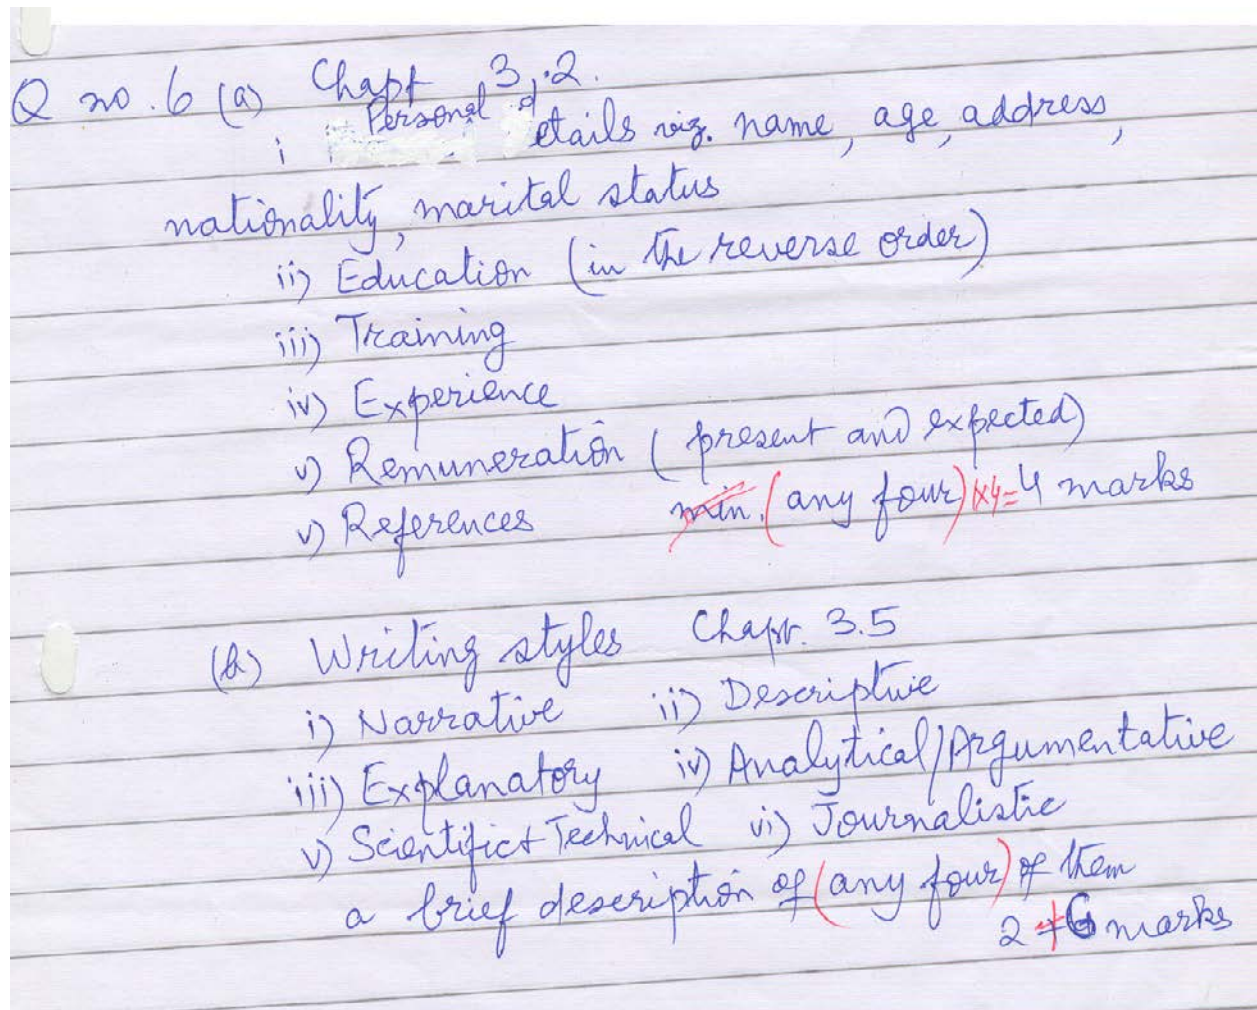 Q no. 6 (a) Chapt 3.2.
i Personal details viz. name, age, address,
nationality, marital status
ii) Education (in the reverse order)
iii) Training
iv) Experience
v) Remuneration (present and expected)
v) References min. (any four) 1x4=4 marks
(b) Writing styles Chapt. 3.5
i) Narrative ii) Descriptive
iii) Explanatory iv) Analytical/Argumentative
v) Scientific+Technical vi) Journalistic
a brief description of (any four) of them
2+6 marks